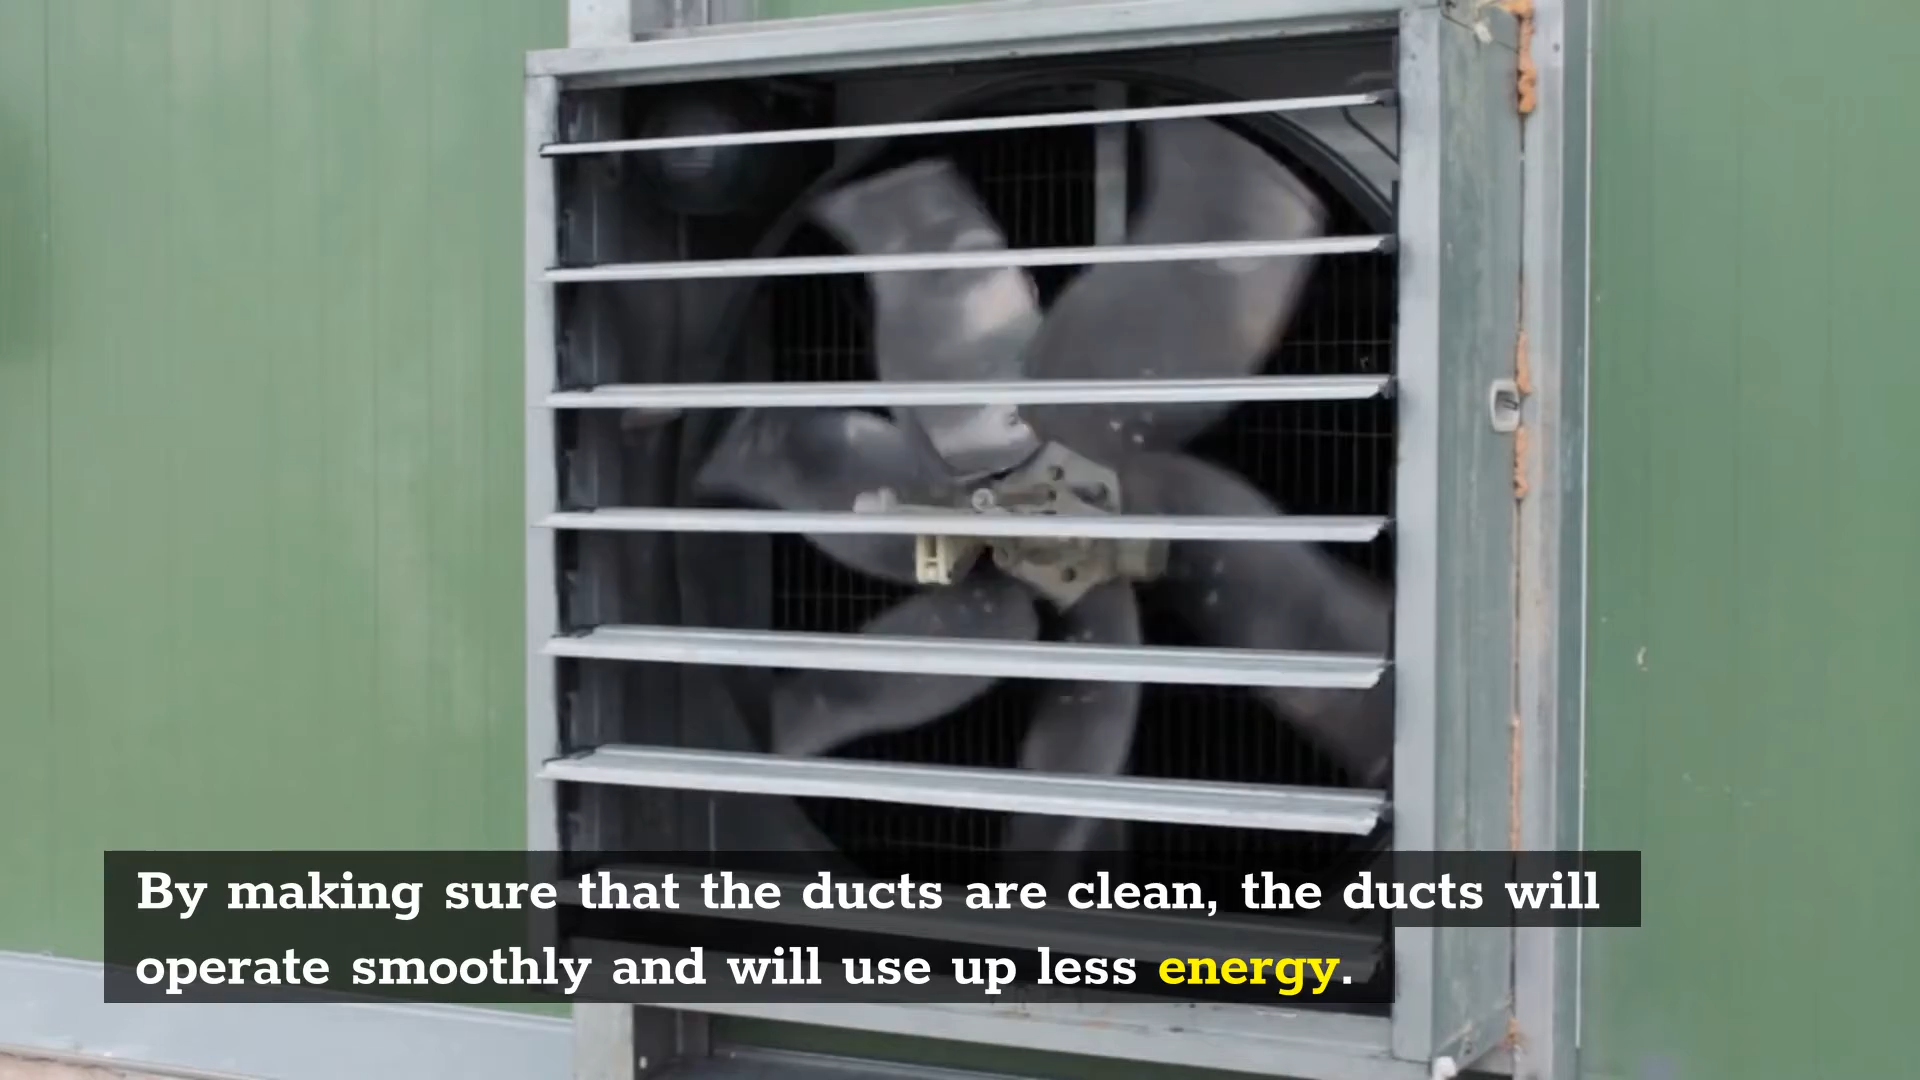 By making sure that the ducts are clean, the ducts will
operate smoothly and will use up less energy.